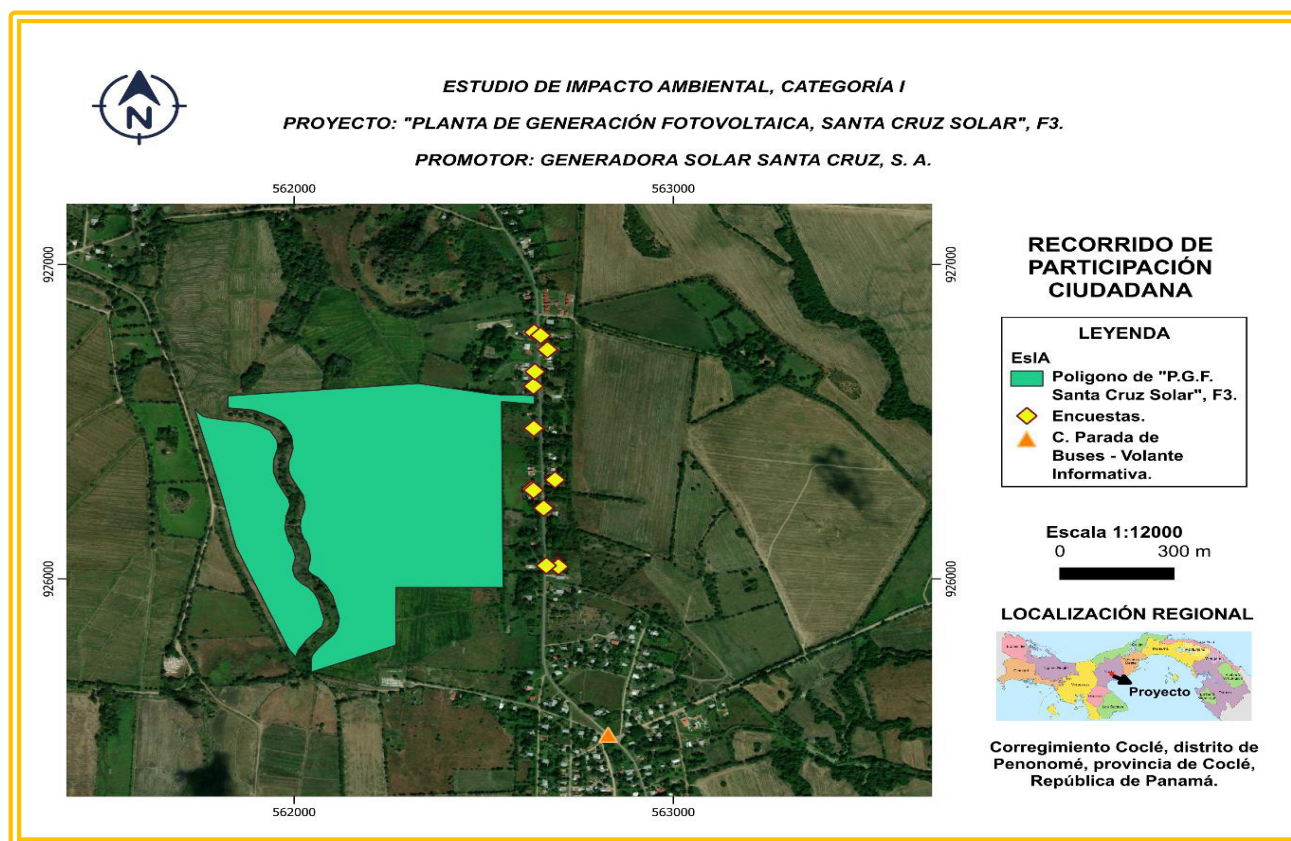 N
ESTUDIO DE IMPACTO AMBIENTAL, CATEGORÍA I
PROYECTO: "PLANTA DE GENERACIÓN FOTOVOLTAICA, SANTA CRUZ SOLAR", F3.
PROMOTOR: GENERADORA SOLAR SANTA CRUZ, S. A.
562000
563000
927000
927000
926000
926000
562000
563000
RECORRIDO DE
PARTICIPACIÓN
CIUDADANA
LEYENDA
EsIA
Poligono de "P.G.F.
Santa Cruz Solar", F3.
Encuestas.
C. Parada de
Buses - Volante
Informativa.
Escala 1:12000
0 300 m
LOCALIZACIÓN REGIONAL
Proyecto
Corregimiento Coclé, distrito de
Penonomé, provincia de Coclé,
República de Panamá.